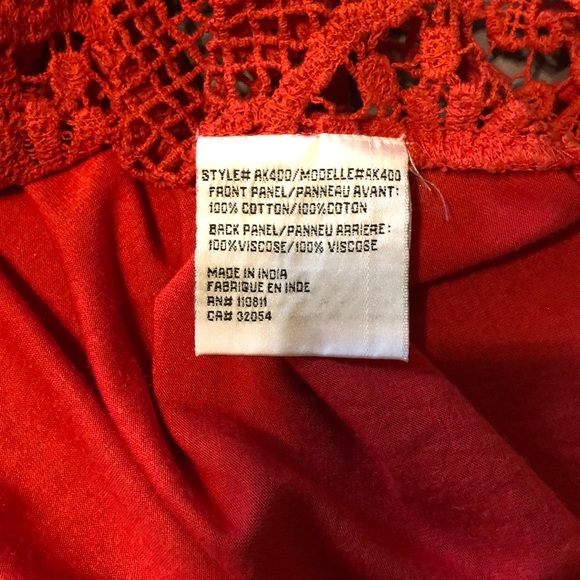 STYLE# AK400/MODELLE#AK400
FRONT PANEL/PANNEAU AVANT:
100% COTTON/100%COTON
BACK PANEL/PANNEU ARRIERE:
100%VISCOSE/100% VISCOSE
MADE IN INDIA
FABRIQUE EN INDE
RN# 110811
CA# 32054